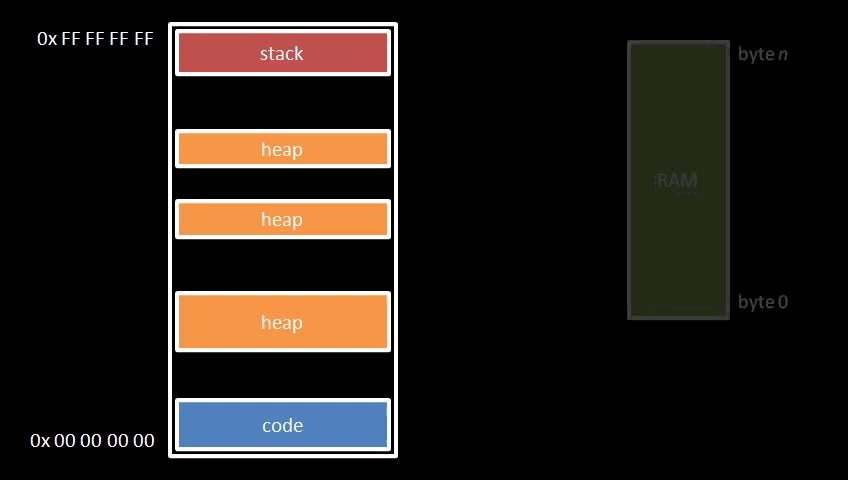 0x FF FF FF FF
stack
byte n
heap
RAM
heap
byte 0
heap
code
0x 00 00 00 00